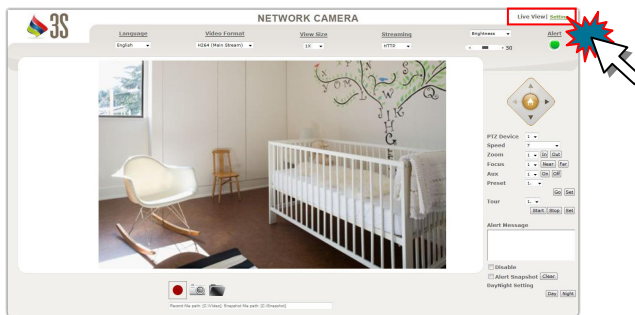 3S
NETWORK CAMERA
Live View| Setting
Language
Video Format
View Size
Streaming
Brightness
Alert
English
H264 (Main Stream)
1X
HTTP
50
PTZ Device 1
Speed 7
Zoom 1 In Out
Focus 1 Near Far
Aux 1 On Off
Preset 1.
Go Set
Tour 1.
Start Stop Set
Alert Message
Disable
Alert Snapshot Clear
DayNight Setting
Day Night